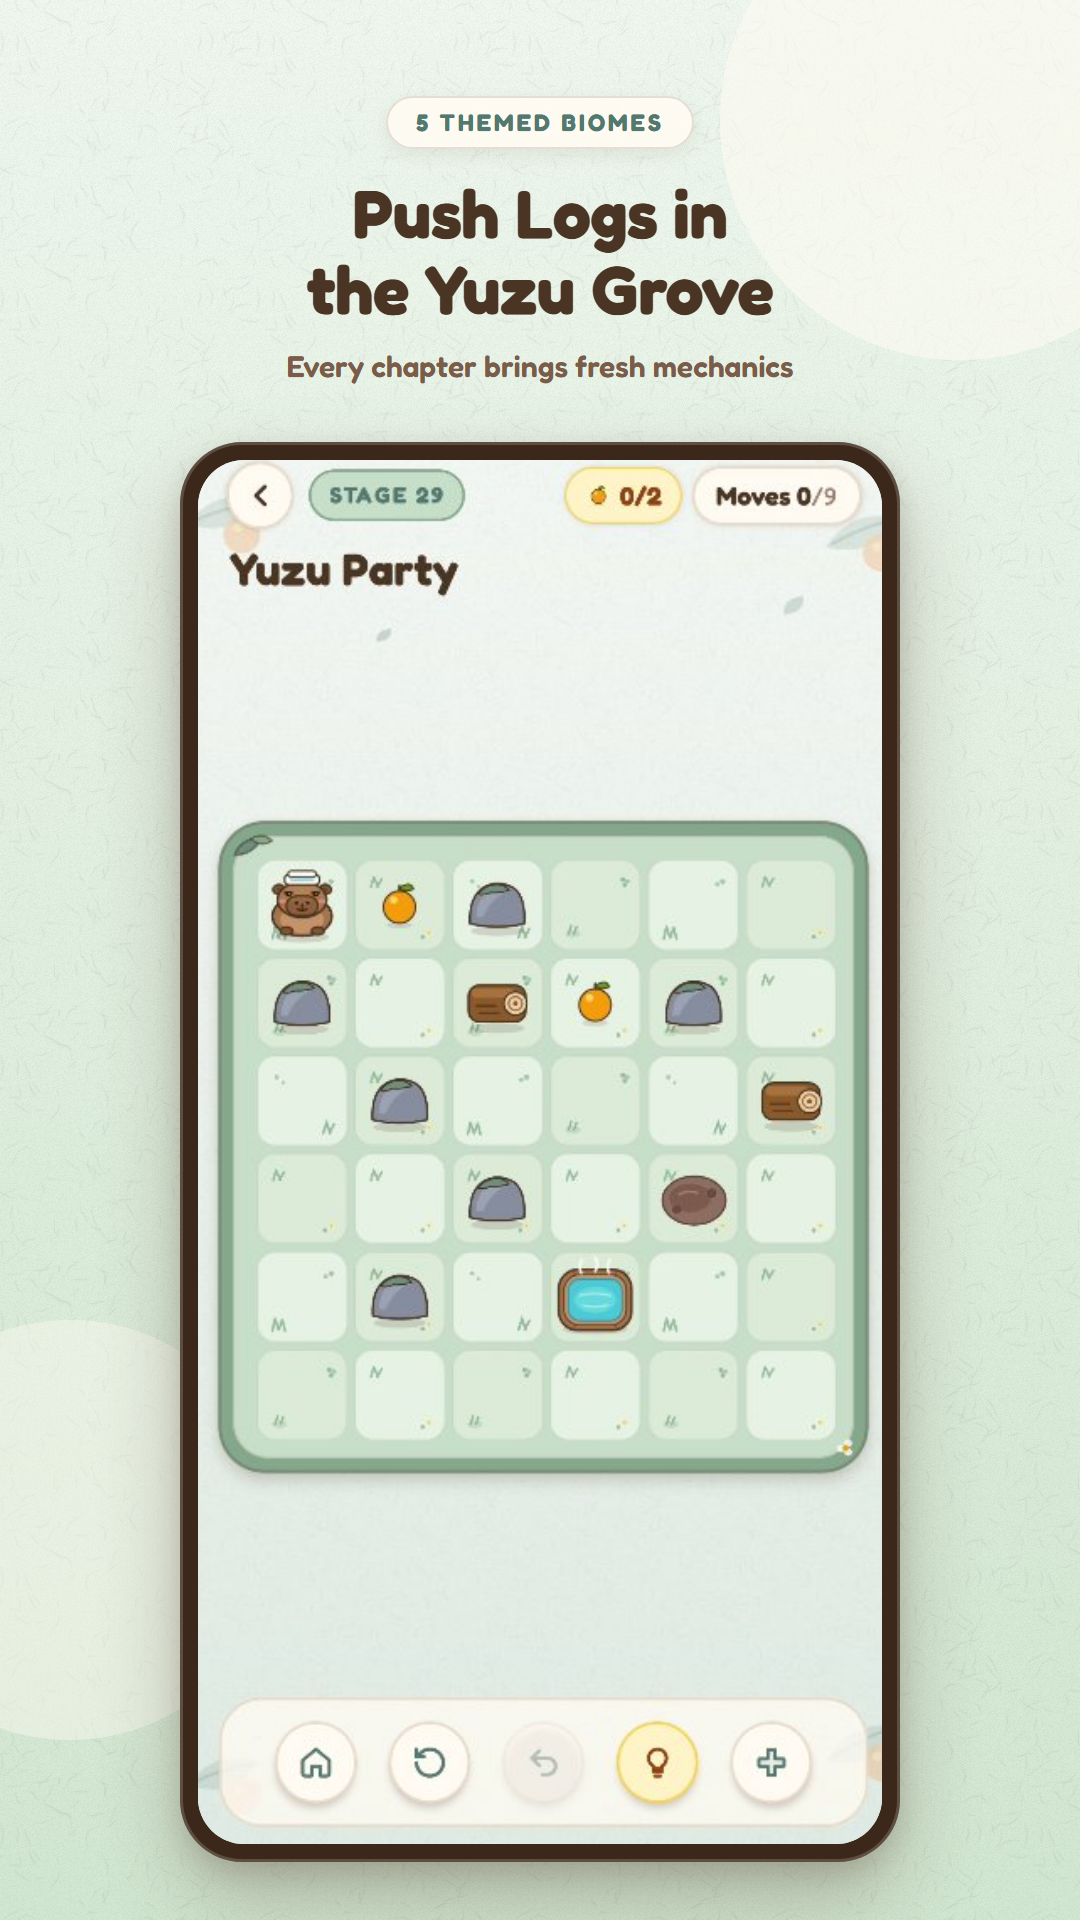 5 THEMED BIOMES
Push Logs in
the Yuzu Grove
Every chapter brings fresh mechanics
STAGE 29
0/2
Moves 0/9
Yuzu Party